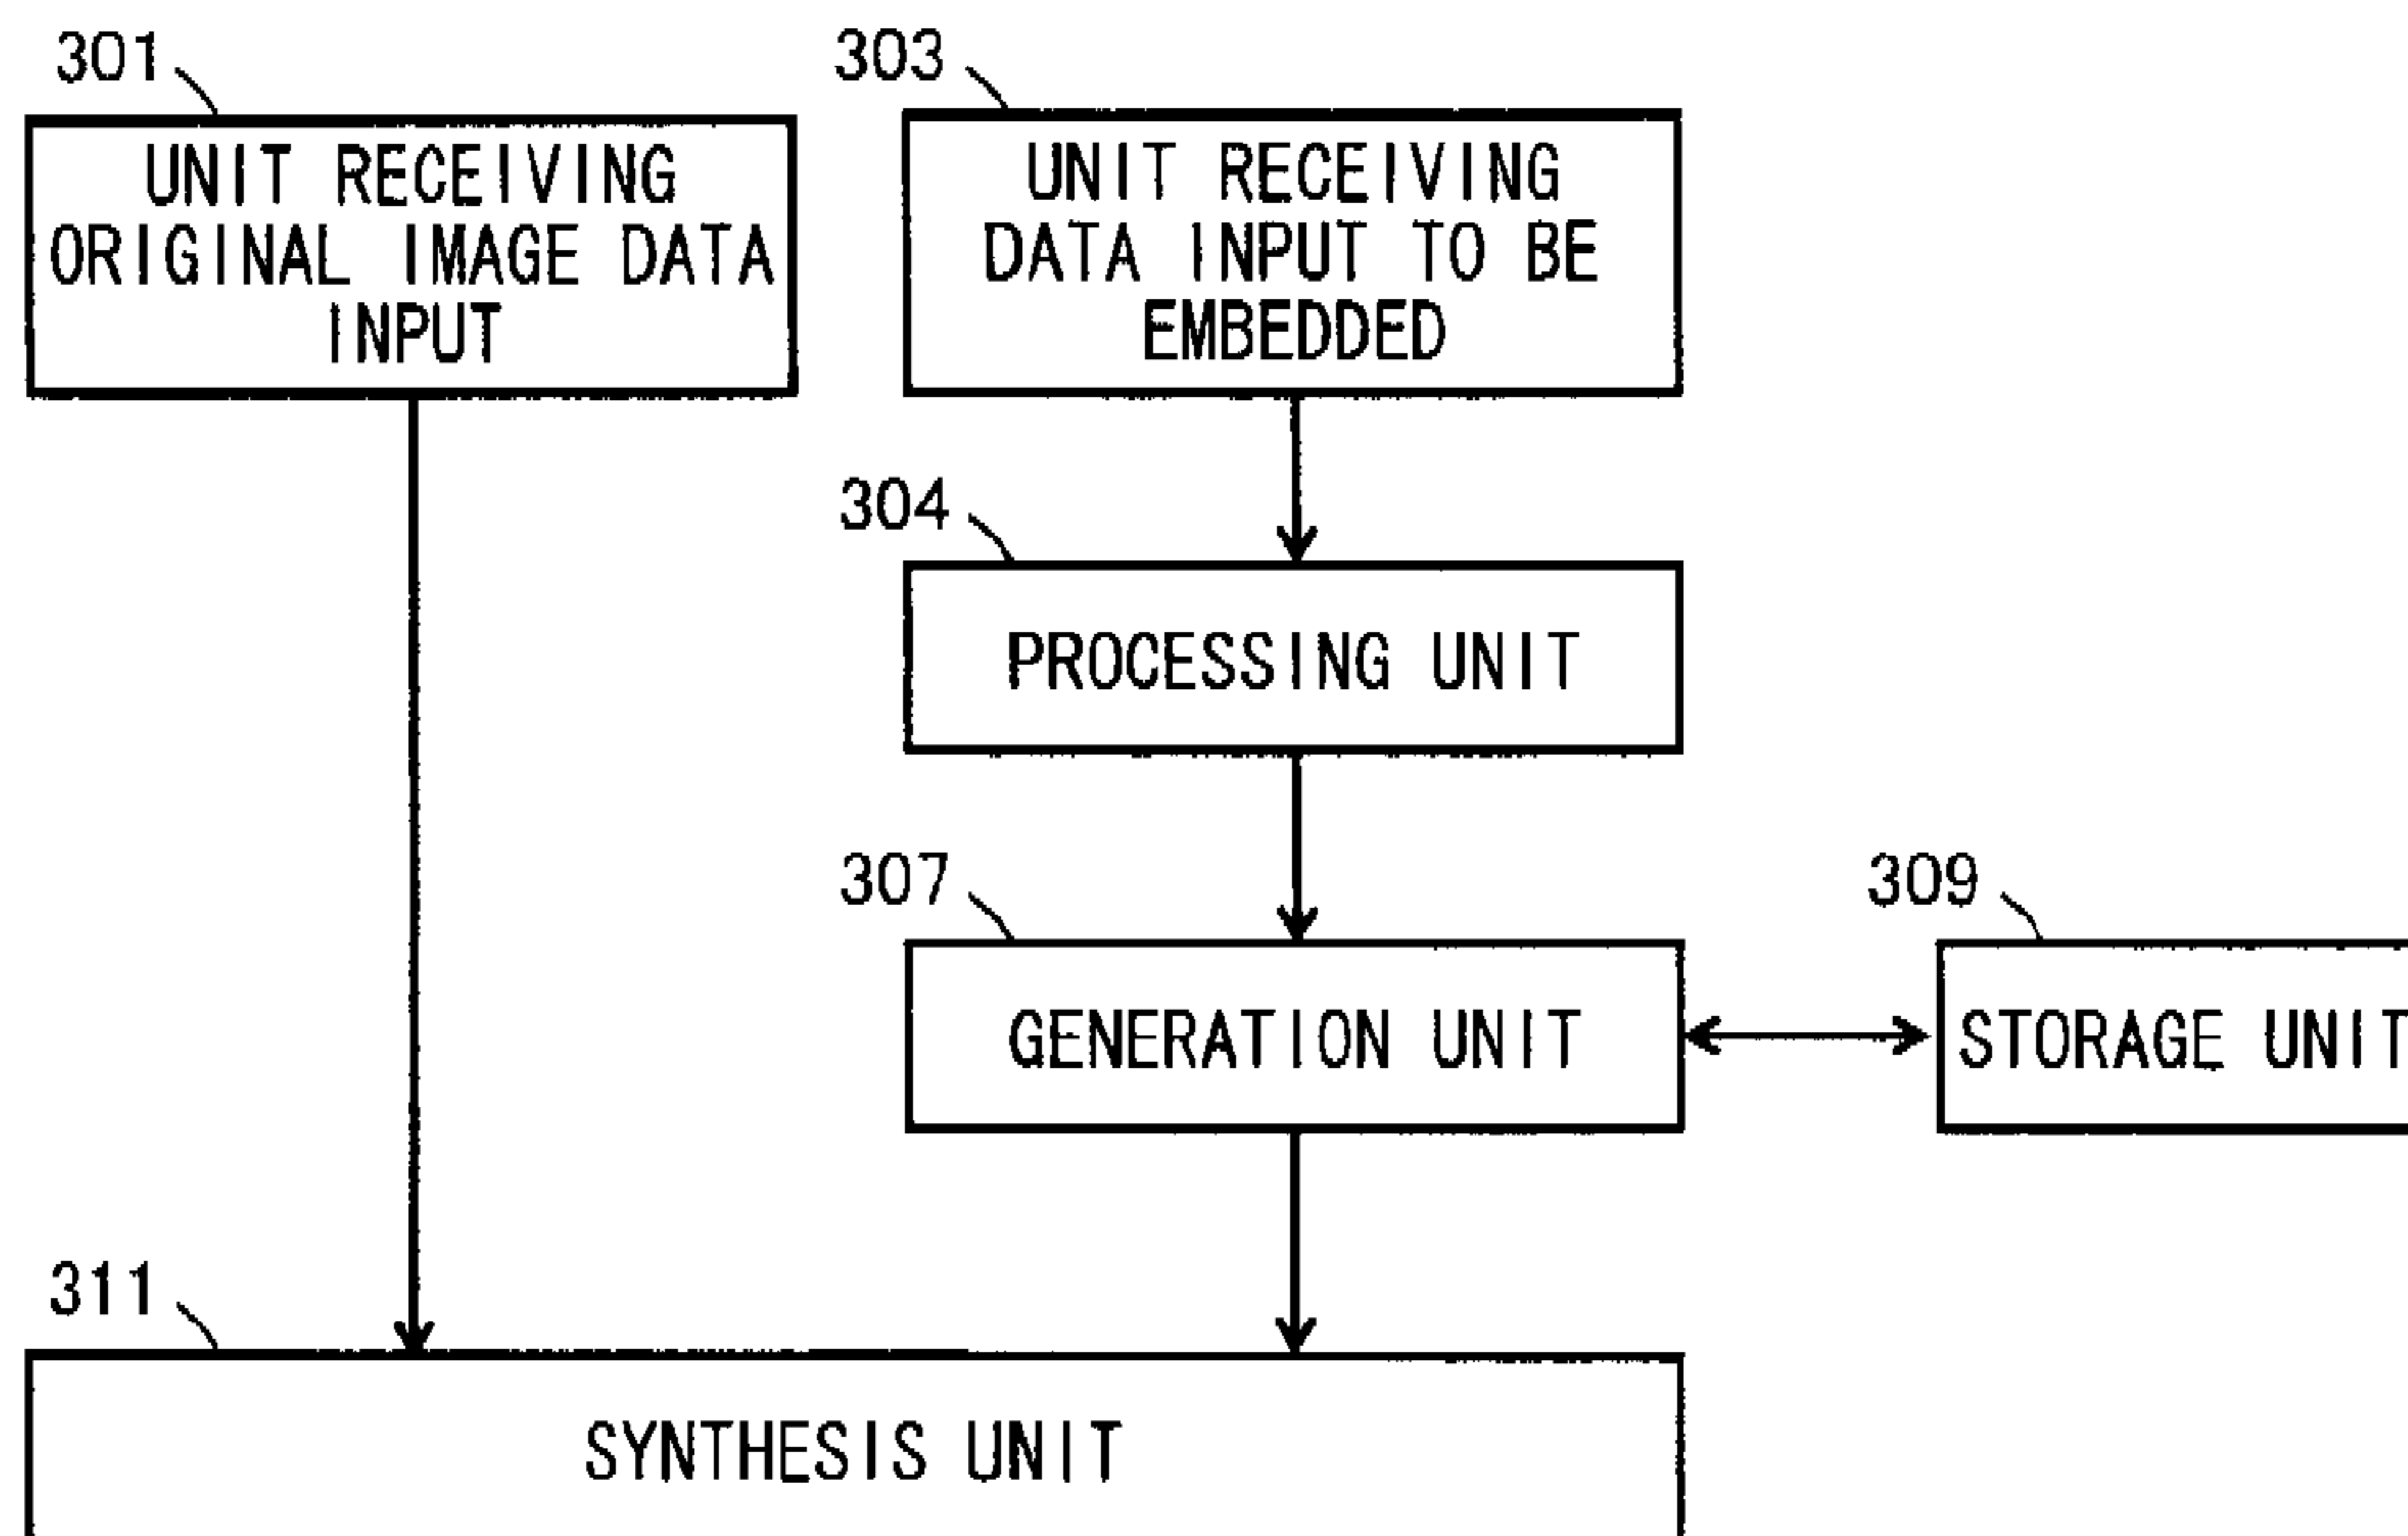 301
UNIT RECEIVING
ORIGINAL IMAGE DATA
INPUT
303
UNIT RECEIVING
DATA INPUT TO BE
EMBEDDED
304
PROCESSING UNIT
307
GENERATION UNIT
309
STORAGE UNIT
311
SYNTHESIS UNIT